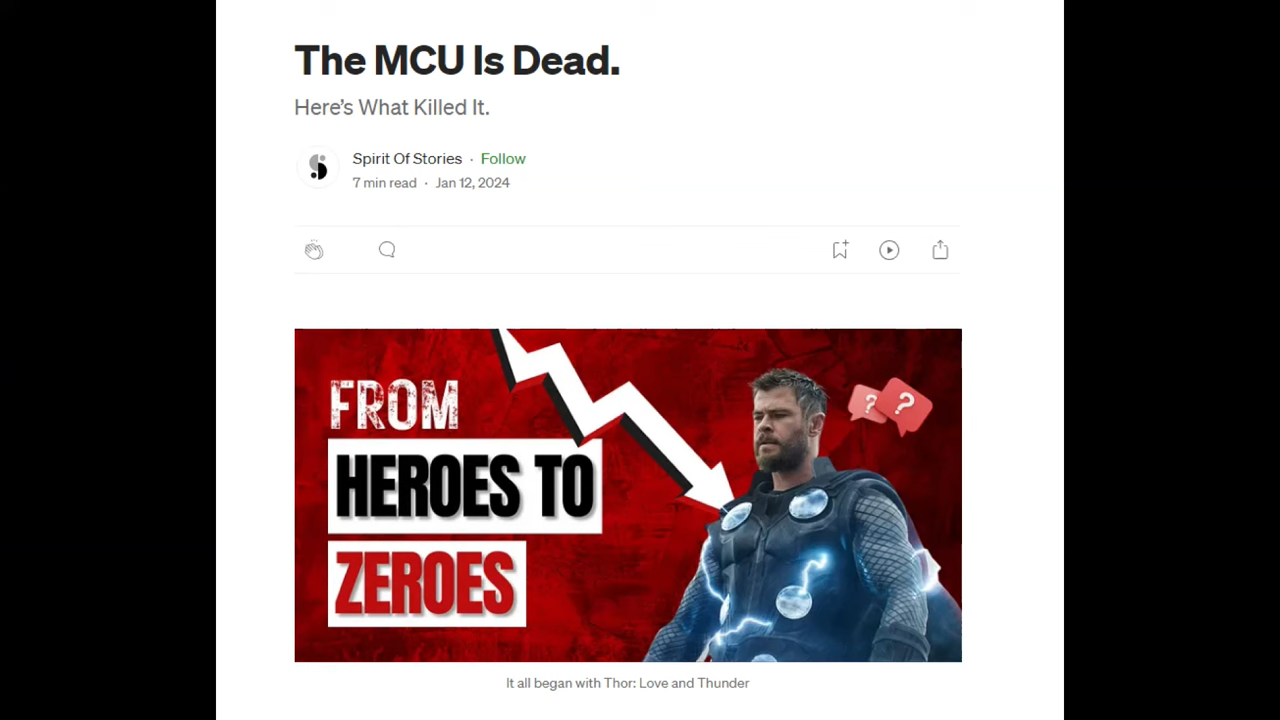 The MCU Is Dead.
Here's What Killed It.
Spirit Of Stories · Follow
7 min read · Jan 12, 2024
FROM
HEROES TO
ZEROES
? ?
It all began with Thor: Love and Thunder